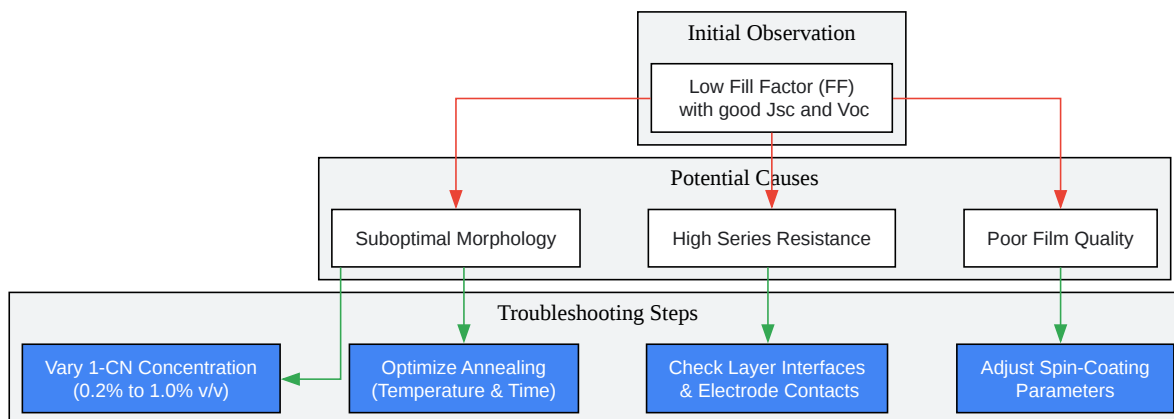 Initial Observation
Low Fill Factor (FF)
with good Jsc and Voc
Potential Causes
Suboptimal Morphology
High Series Resistance
Poor Film Quality
Troubleshooting Steps
Vary 1-CN Concentration
(0.2% to 1.0% v/v)
Optimize Annealing
(Temperature & Time)
Check Layer Interfaces
& Electrode Contacts
Adjust Spin-Coating
Parameters